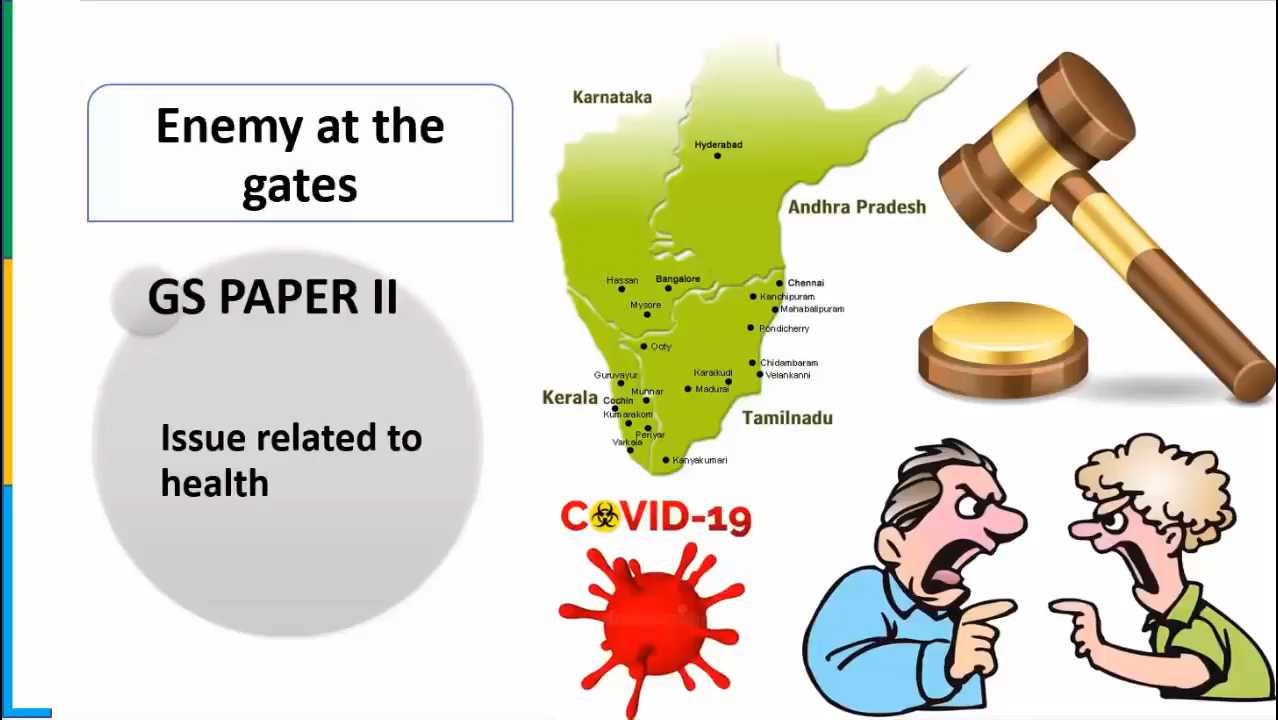 Enemy at the
gates
GS PAPER II
Issue related to
health
Karnataka
Hyderabad
Andhra Pradesh
Hassan
Bangalore
Mysore
Chennai
Kanchipuram
Mahabalipuram
Pondicherry
Ooty
Chidambaram
Velankanni
Guruvayur
Karaikudi
Munnar
Madurai
Kerala
Cochin
Kumarakom
Periyar
Varkala
Tamilnadu
Kanyakumari
COVID-19